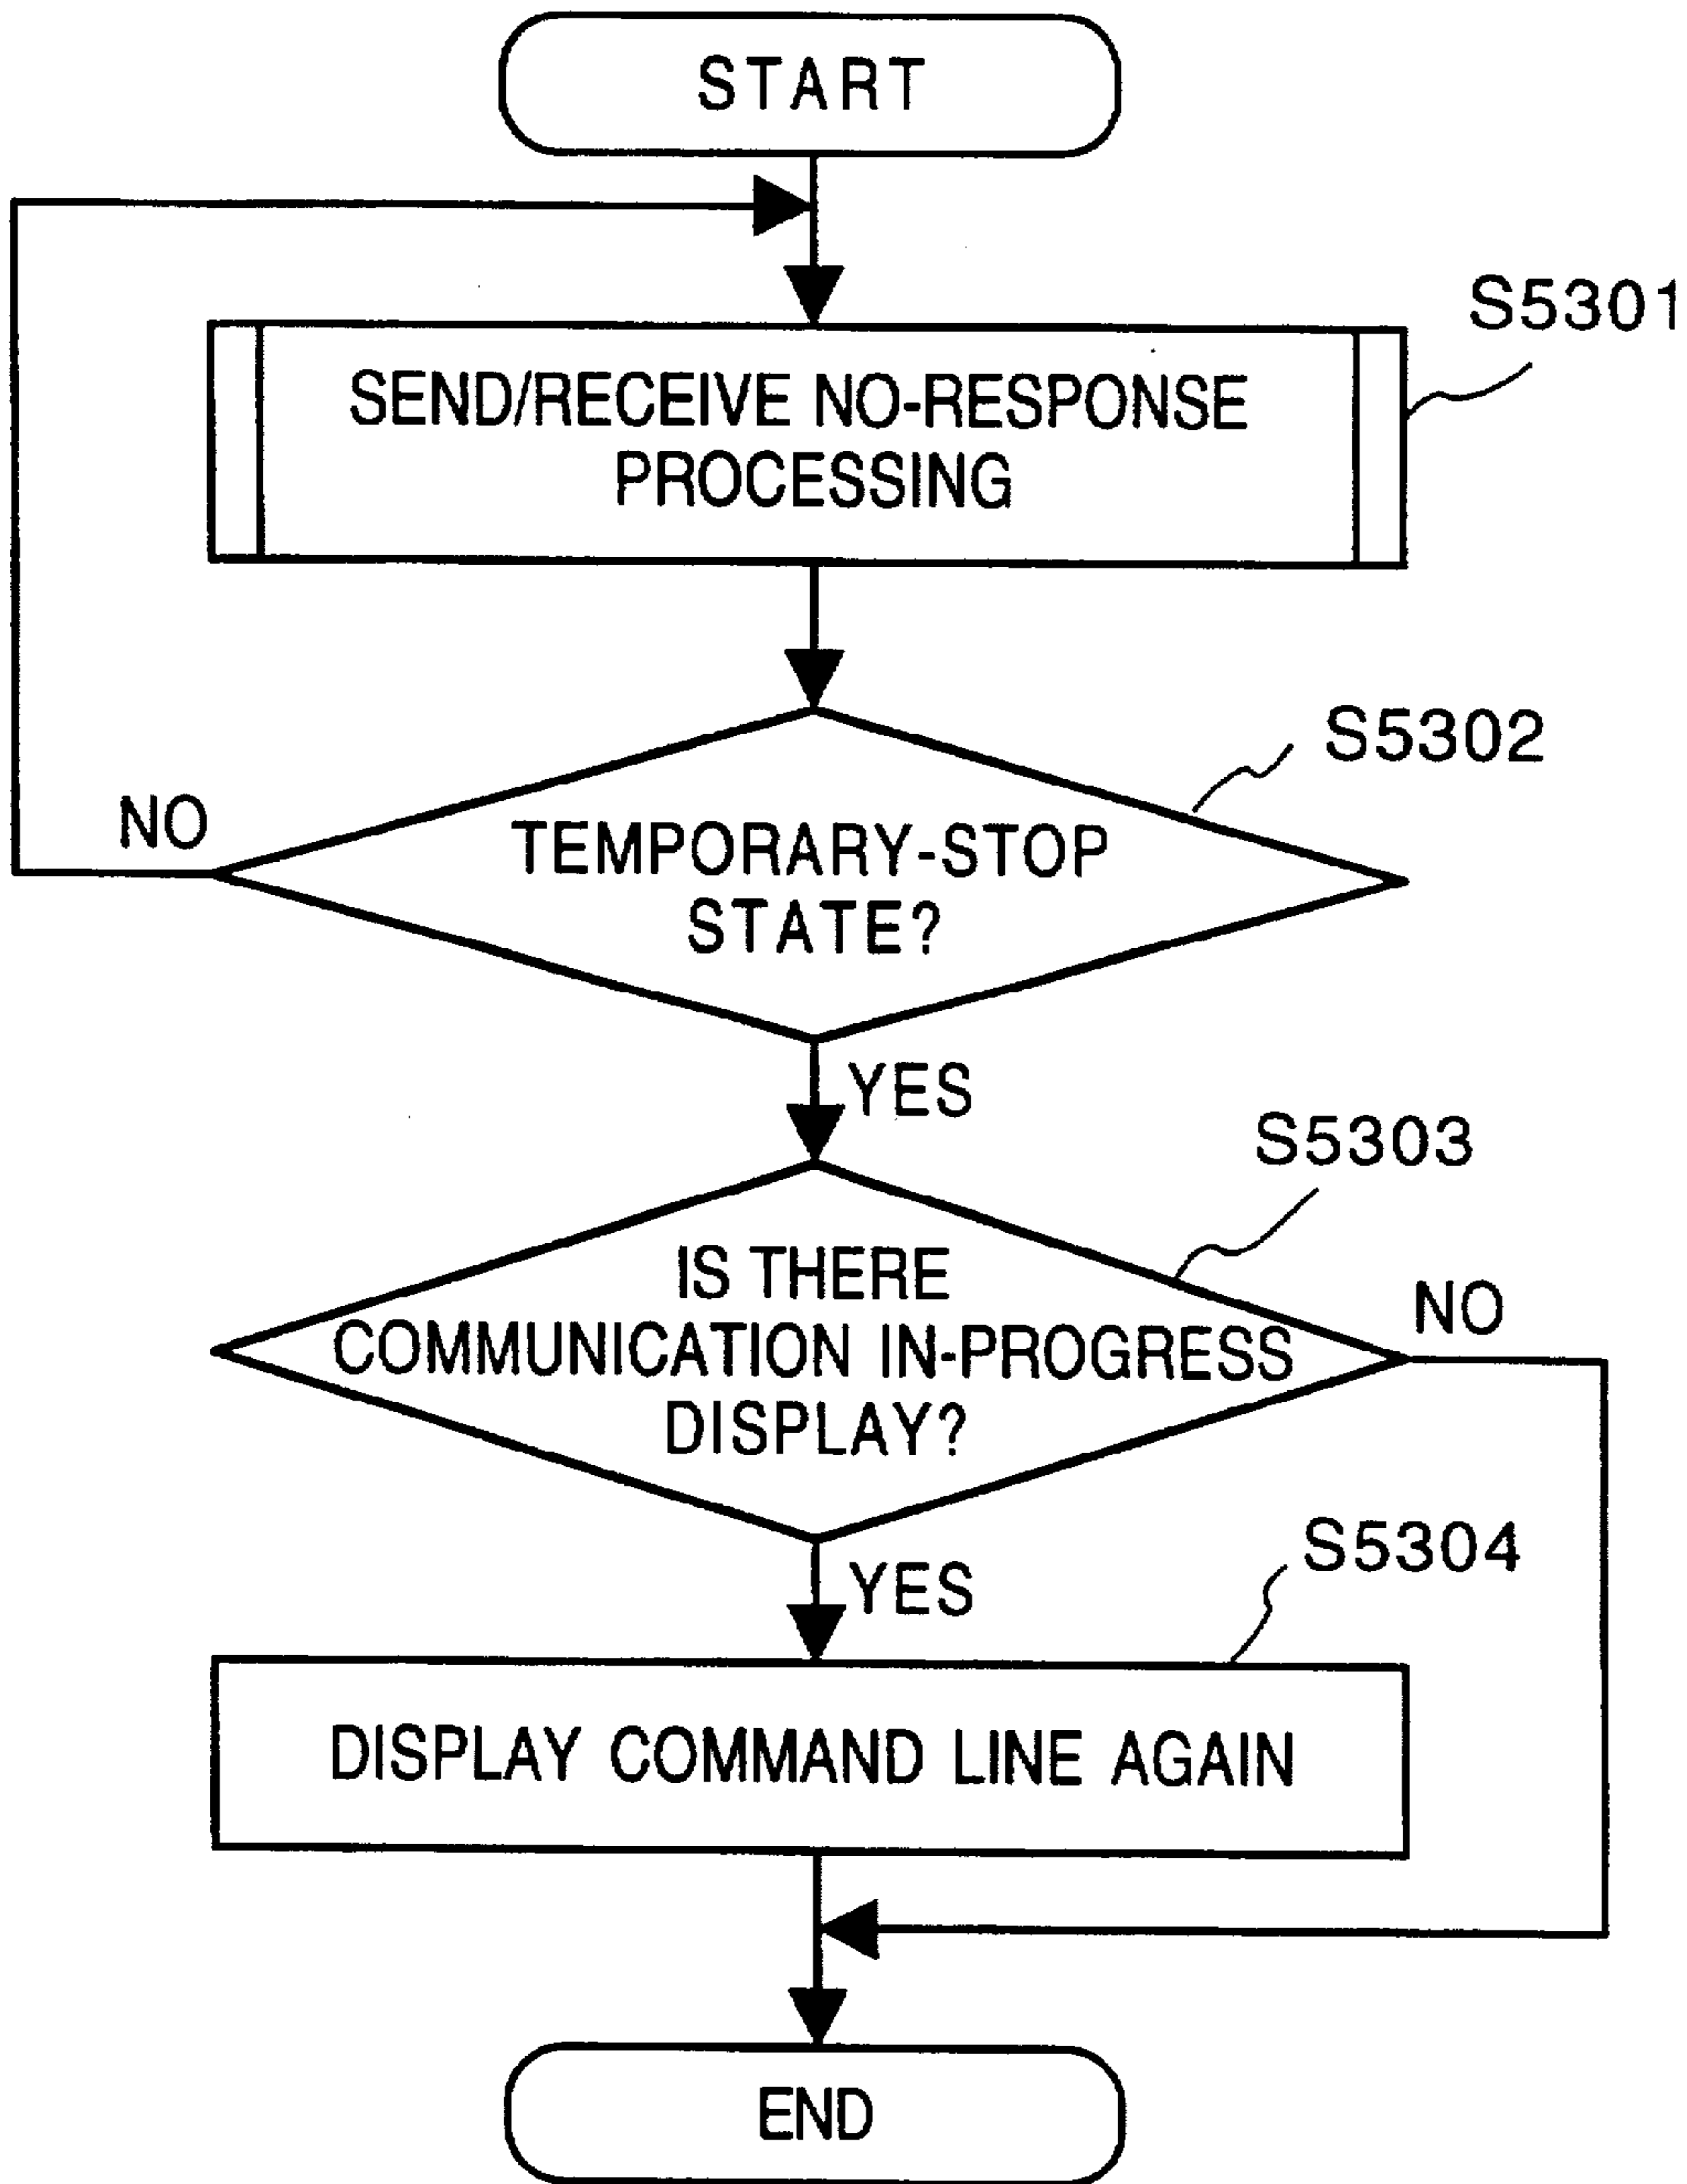 START
S5301
SEND/RECEIVE NO-RESPONSE
PROCESSING
S5302
NO
TEMPORARY-STOP
STATE?
YES
S5303
IS THERE
NO
COMMUNICATION IN-PROGRESS
DISPLAY?
S5304
YES
DISPLAY COMMAND LINE AGAIN
END